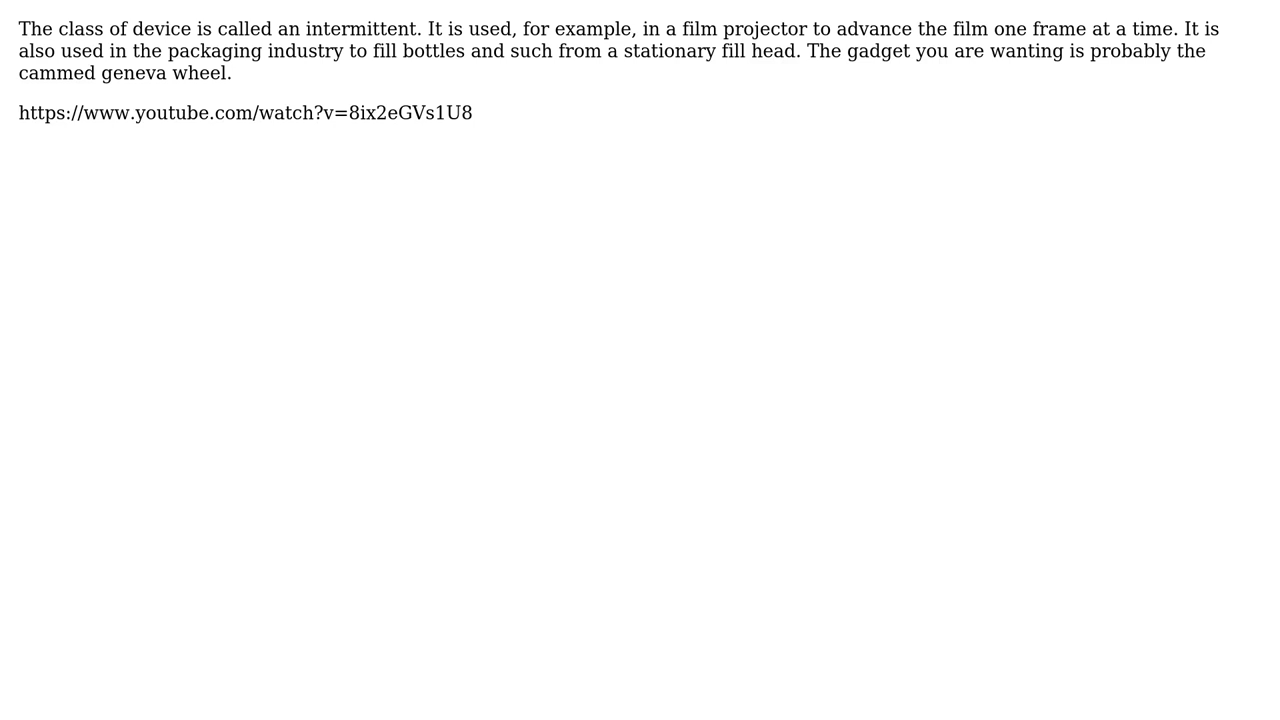 The class of device is called an intermittent. It is used, for example, in a film projector to advance the film one frame at a time. It is
also used in the packaging industry to fill bottles and such from a stationary fill head. The gadget you are wanting is probably the
cammed geneva wheel.
https://www.youtube.com/watch?v=8ix2eGVs1U8